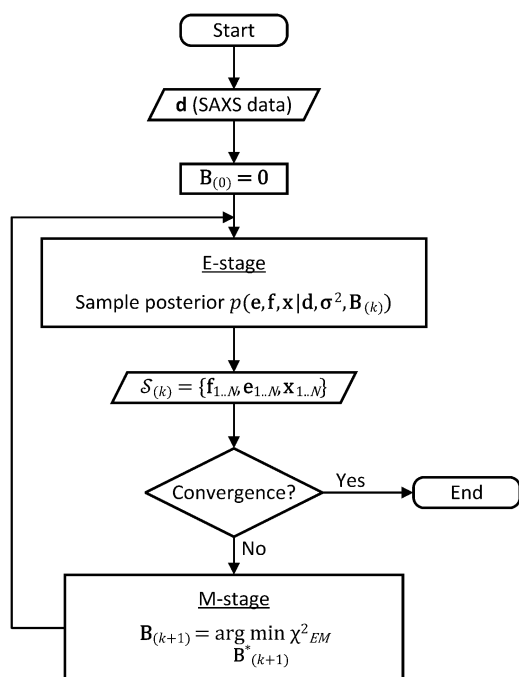 Start
d (SAXS data)
B₍₀₎ = 0
E-stage
Sample posterior p(e,f,x|d,σ²,B₍ₖ₎)
𝒮₍ₖ₎ = {f₁..N,e₁..N,x₁..N}
Convergence?
Yes
End
No
M-stage
B₍ₖ₊₁₎ = arg min χ²EM
B*₍ₖ₊₁₎